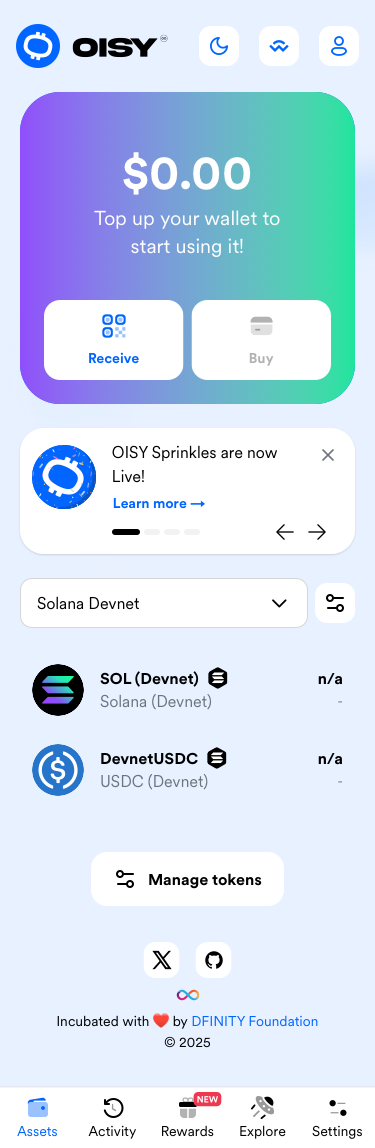 OISY
$0.00
Top up your wallet to
start using it!
Receive
Buy
OISY Sprinkles are now
Live!
Learn more →
Solana Devnet
SOL (Devnet)
n/a
Solana (Devnet)
-
DevnetUSDC
n/a
USDC (Devnet)
-
Manage tokens
Incubated with ❤️ by DFINITY Foundation
© 2025
NEW
Assets
Activity
Rewards
Explore
Settings